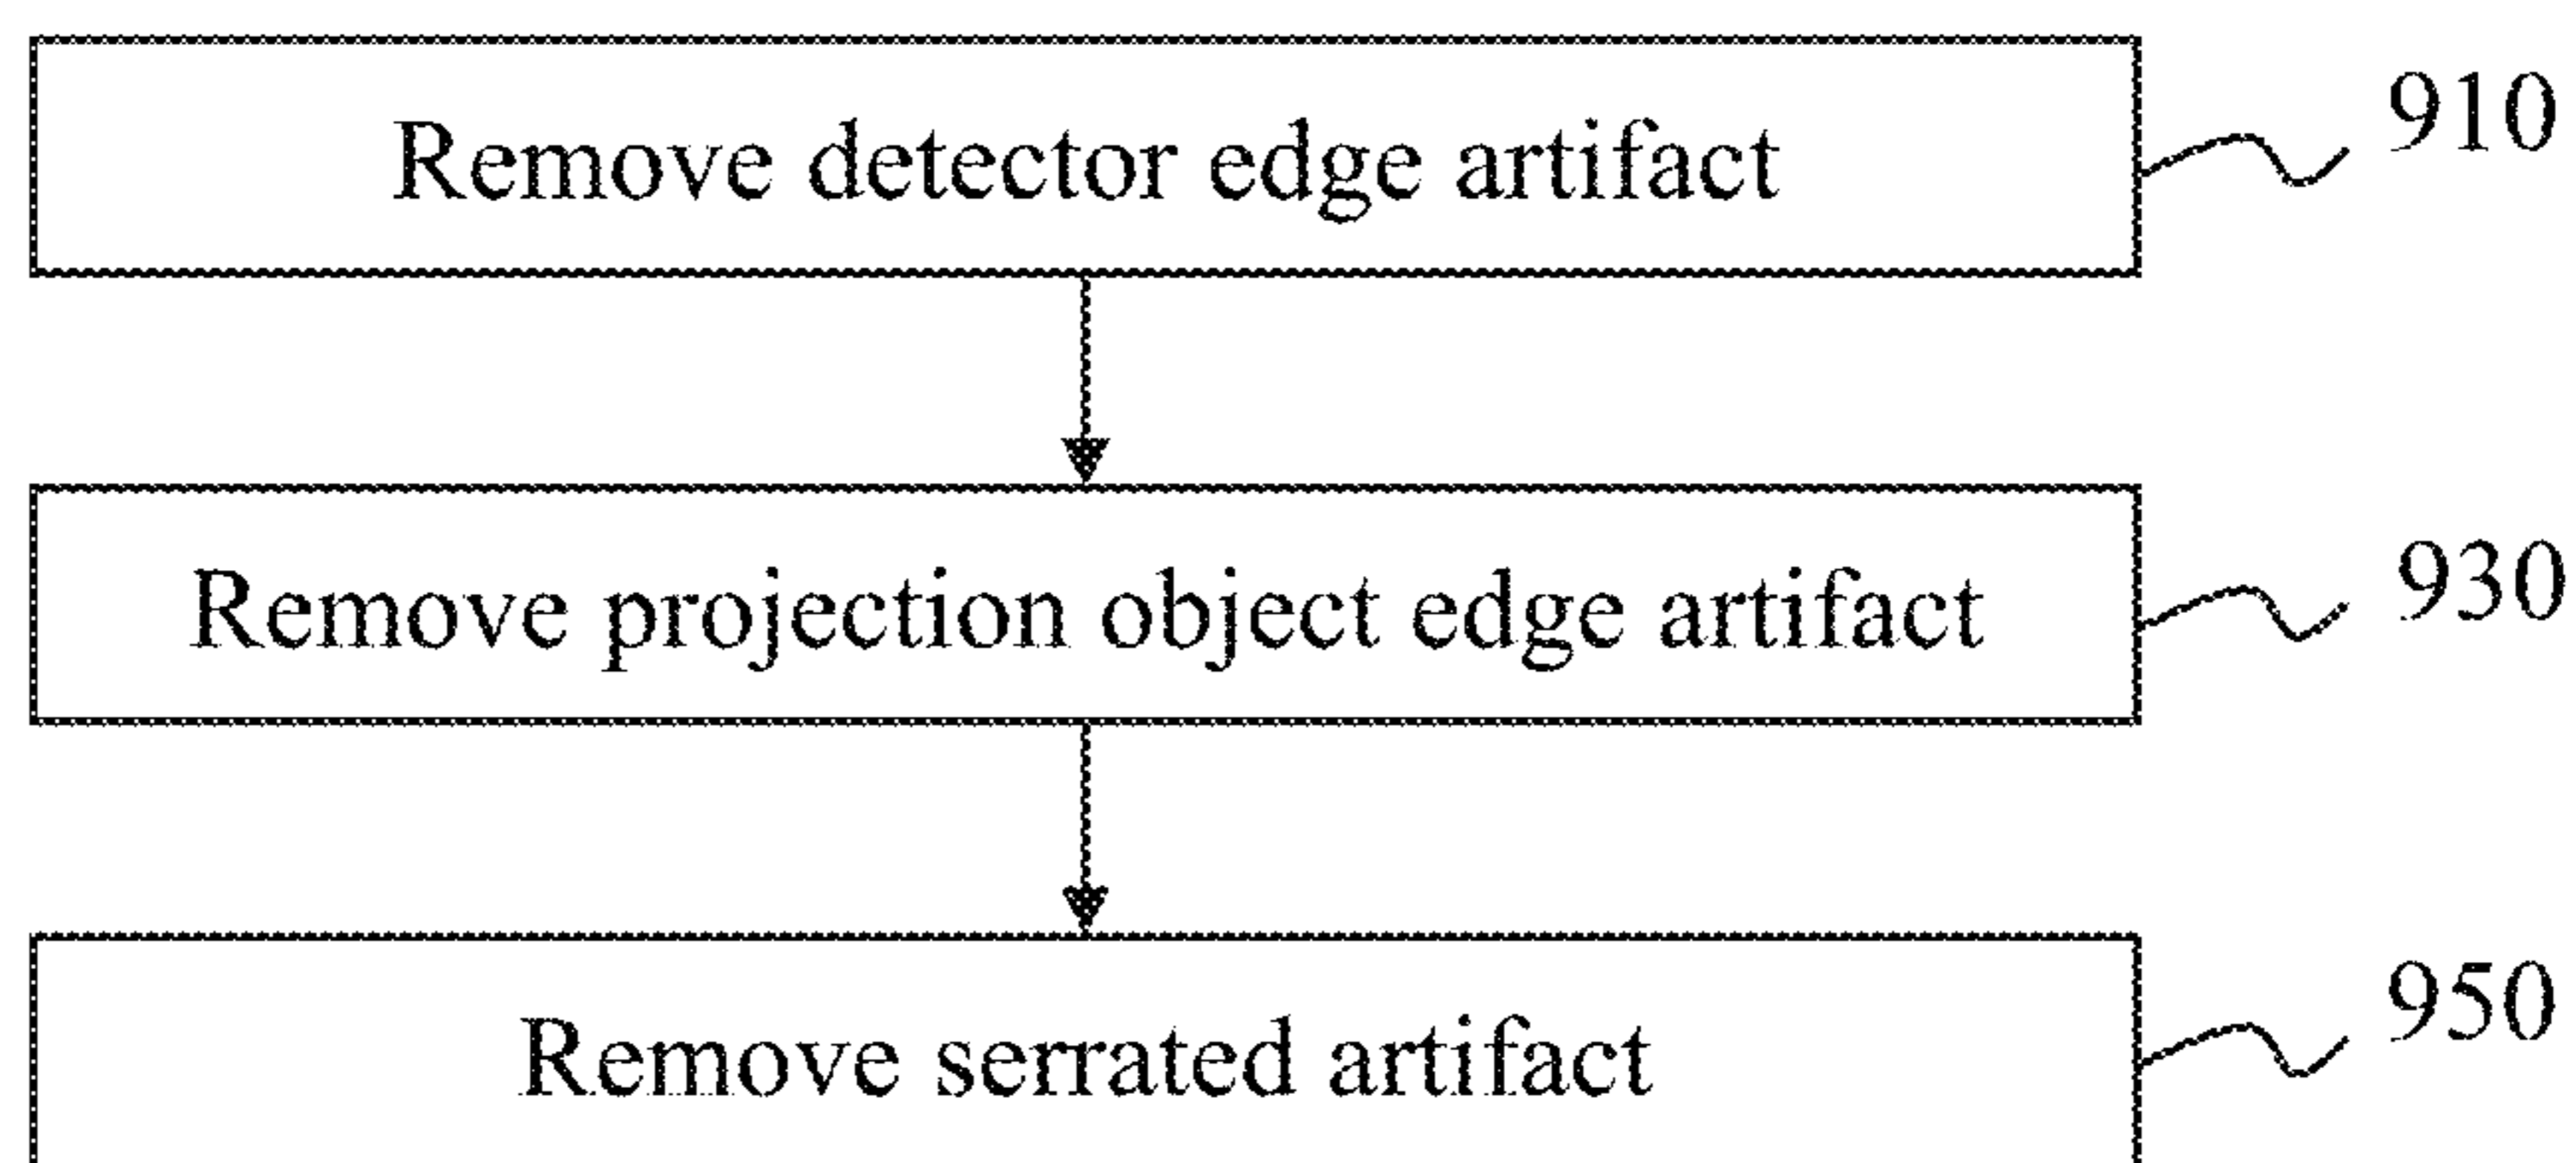 Remove detector edge artifact
910
Remove projection object edge artifact
930
Remove serrated artifact
950